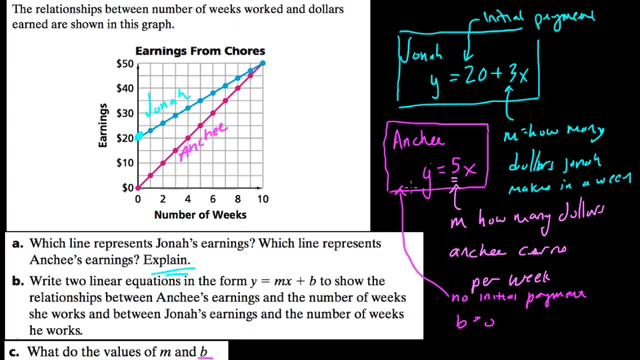 The relationships between number of weeks worked and dollars
earned are shown in this graph.
Earnings From Chores
$50
$40
$30
$20
$10
$0
Earnings
0 2 4 6 8 10
Number of Weeks
Jonah
Anchee
a. Which line represents Jonah's earnings? Which line represents
Anchee's earnings? Explain.
b. Write two linear equations in the form y = mx + b to show the
relationships between Anchee's earnings and the number of weeks
she works and between Jonah's earnings and the number of weeks
he works.
c. What do the values of m and b
initial payment
Jonah
y = 20 + 3x
m = how many
dollars Jonah
makes in a week
Anchee
y = 5x
m how many dollars
anchee earns
per week
no initial payment
b = 0